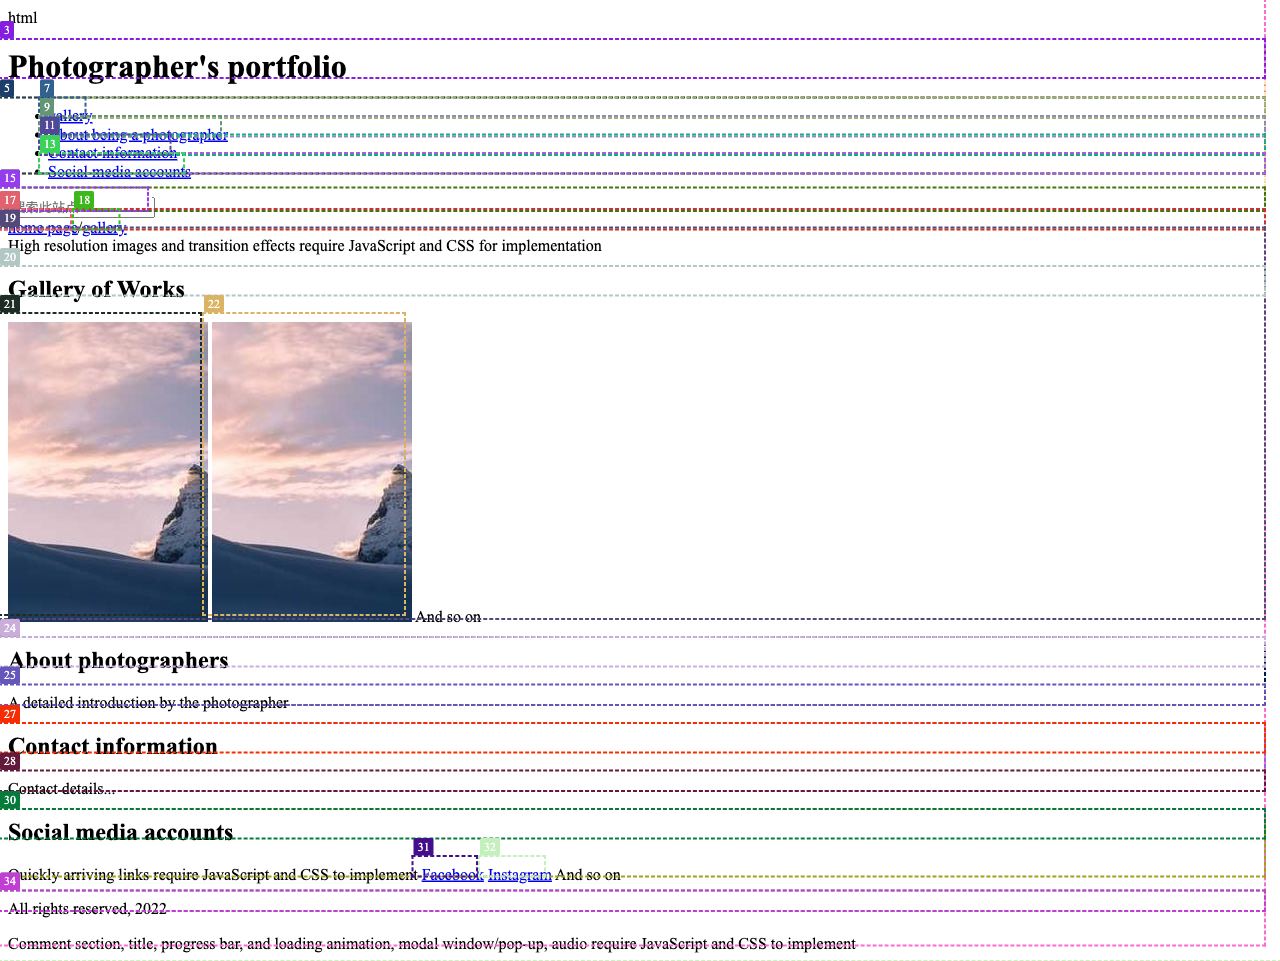 html
3
Photographer's portfolio
5
7
9
Gallery
11
About being a photographer
13
Contact information
Social media accounts
15
17
18
搜索此站点
19
home page/gallery
High resolution images and transition effects require JavaScript and CSS for implementation
20
Gallery of Works
21
22
And so on
24
About photographers
25
A detailed introduction by the photographer
27
Contact information
28
Contact details...
30
Social media accounts
31
32
Quickly arriving links require JavaScript and CSS to implement Facebook Instagram And so on
34
All rights reserved, 2022
Comment section, title, progress bar, and loading animation, modal window/pop-up, audio require JavaScript and CSS to implement